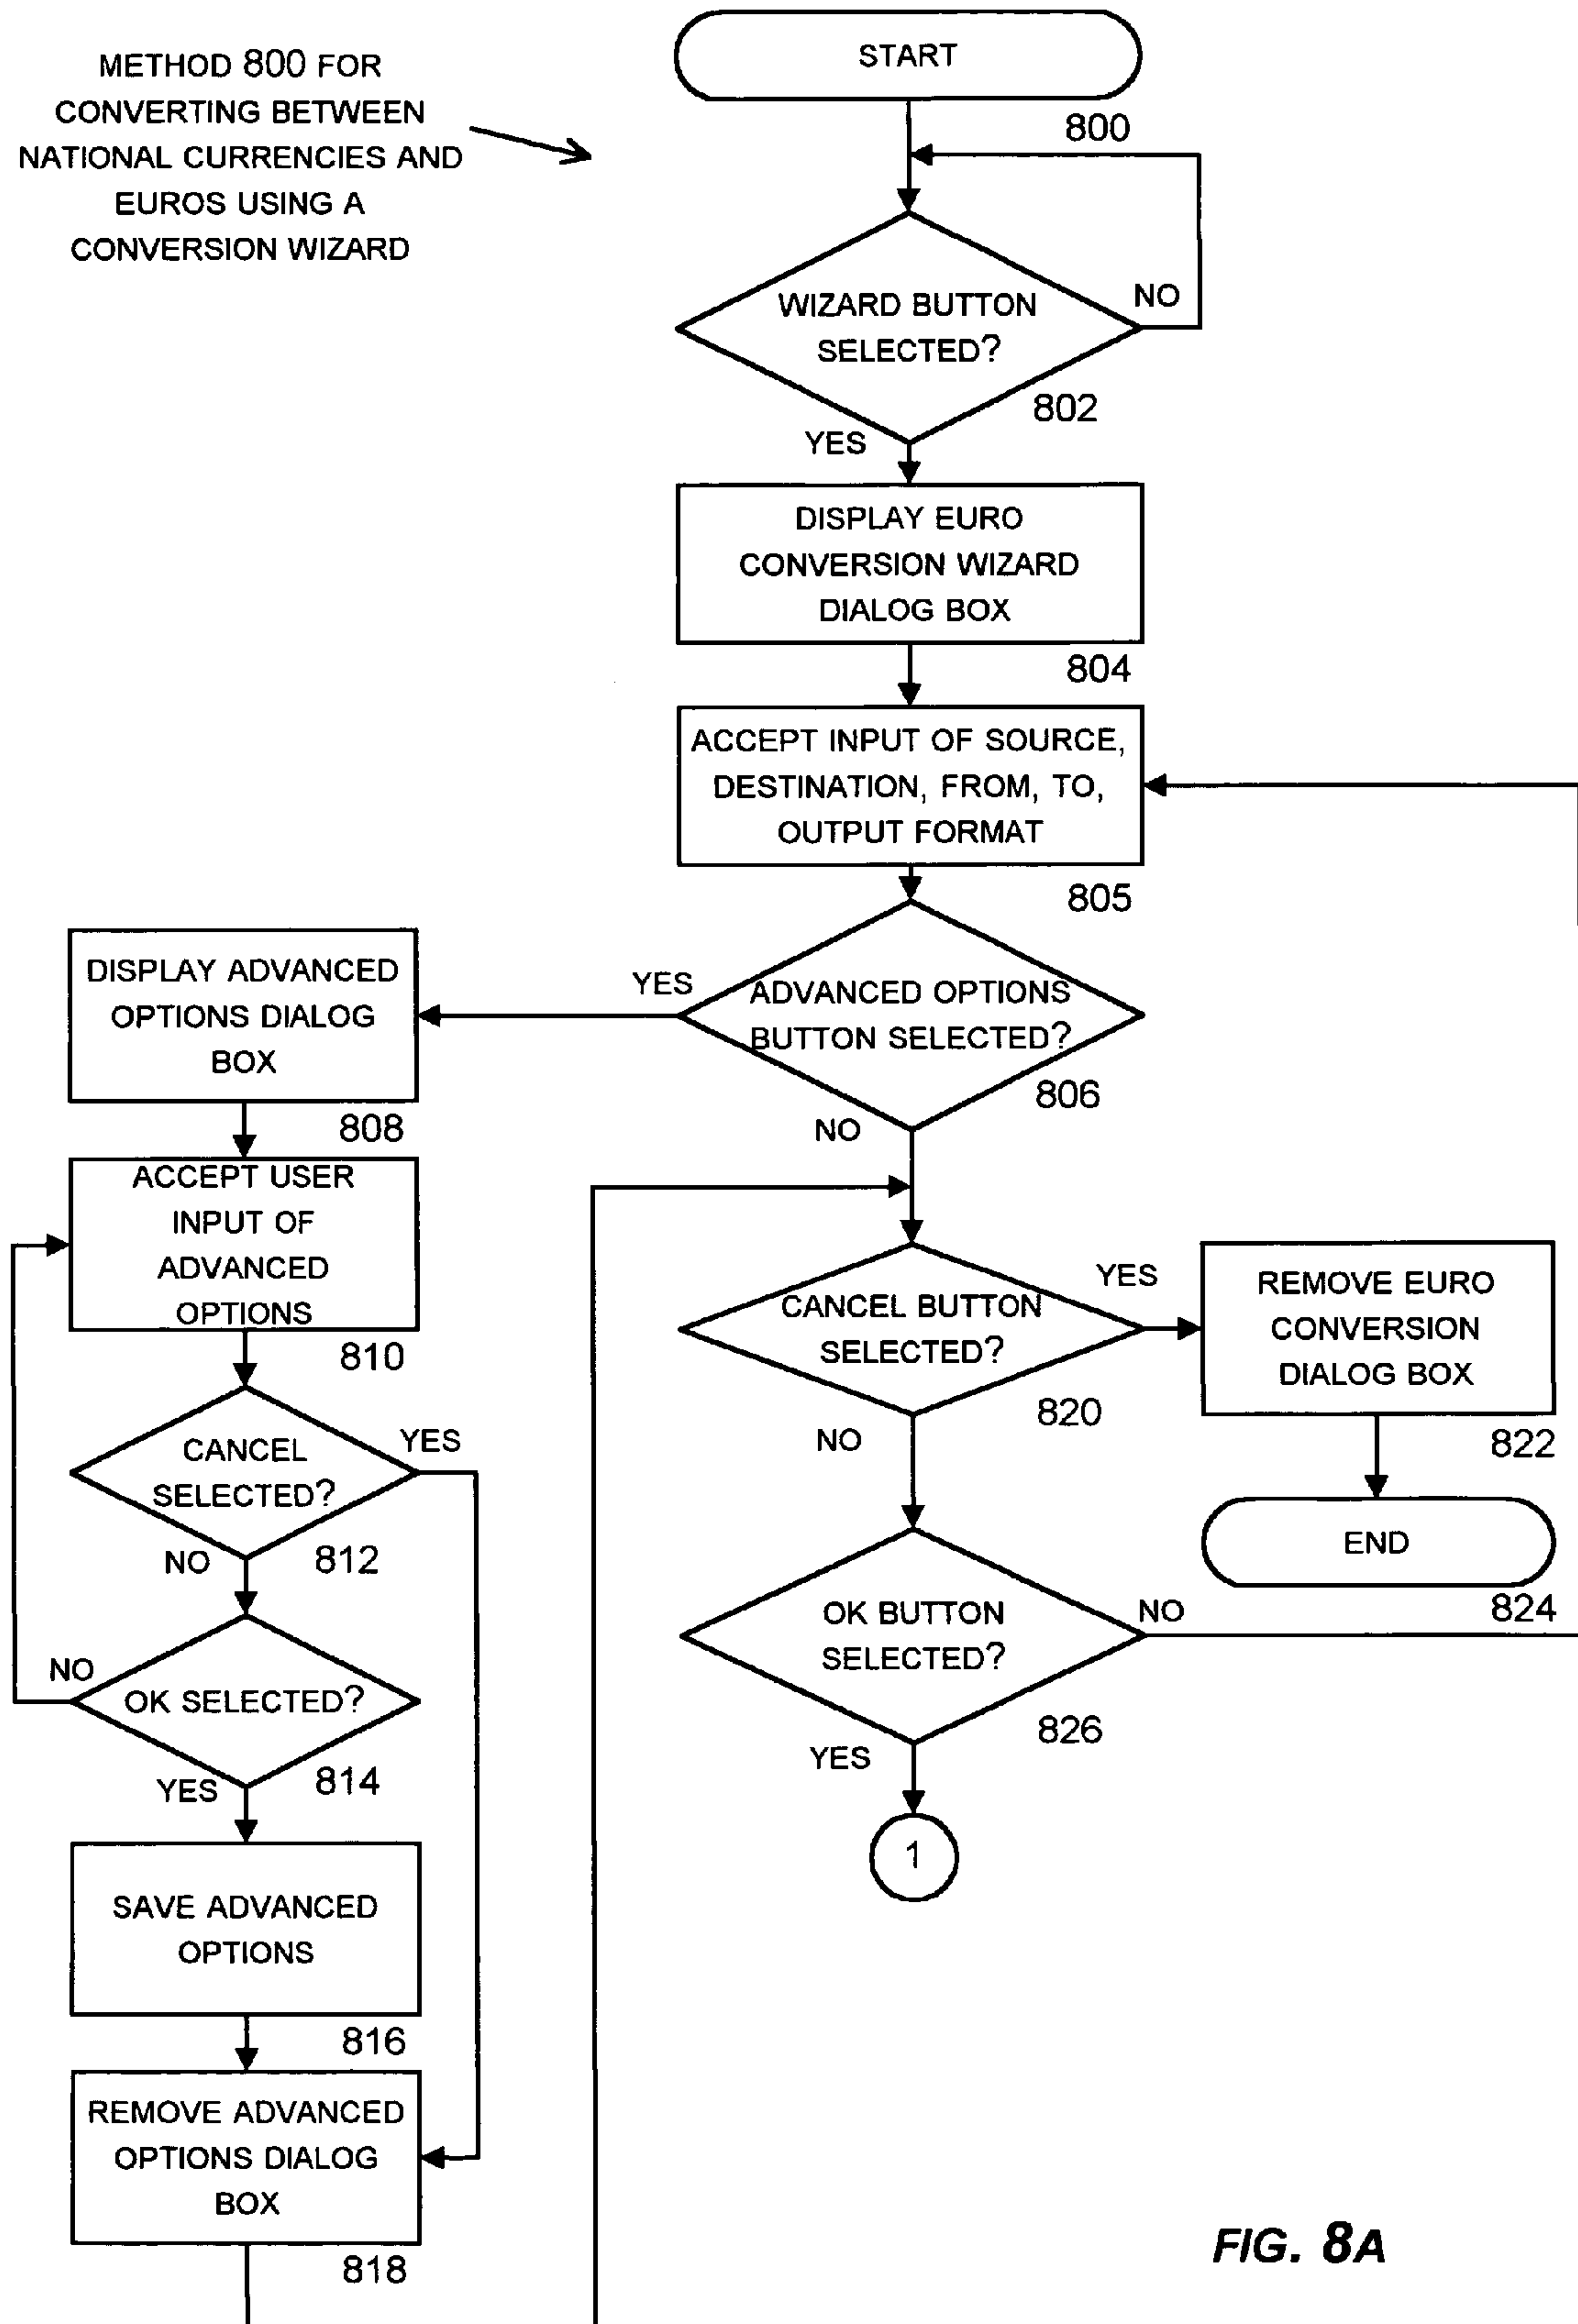 METHOD 800 FOR
CONVERTING BETWEEN
NATIONAL CURRENCIES AND
EUROS USING A
CONVERSION WIZARD
START
800
WIZARD BUTTON
SELECTED?
NO
802
YES
DISPLAY EURO
CONVERSION WIZARD
DIALOG BOX
804
ACCEPT INPUT OF SOURCE,
DESTINATION, FROM, TO,
OUTPUT FORMAT
805
ADVANCED OPTIONS
BUTTON SELECTED?
YES
806
NO
DISPLAY ADVANCED
OPTIONS DIALOG
BOX
808
ACCEPT USER
INPUT OF
ADVANCED
OPTIONS
810
CANCEL
SELECTED?
YES
812
NO
OK SELECTED?
NO
814
YES
SAVE ADVANCED
OPTIONS
816
REMOVE ADVANCED
OPTIONS DIALOG
BOX
818
CANCEL BUTTON
SELECTED?
YES
820
NO
REMOVE EURO
CONVERSION
DIALOG BOX
822
END
824
OK BUTTON
SELECTED?
NO
826
YES
1
FIG. 8A